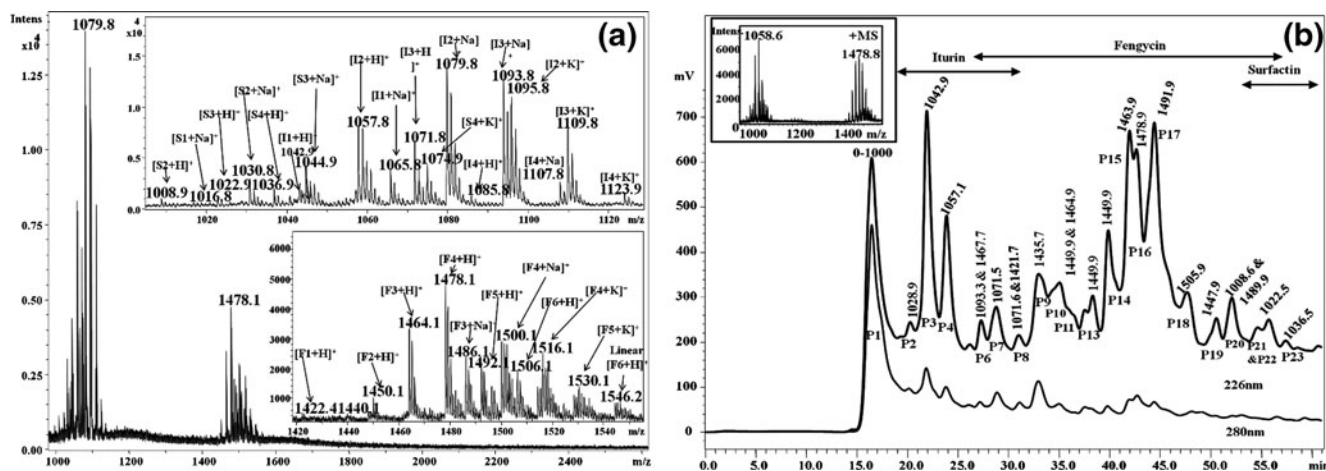 Intens
x10⁴
1079.8
(a)
1.25
1.00
0.75
0.50
0.25
0.00
1478.1
1000 1400 1800 2200 m/z
4
x10
1.5
1.0
0.5
0.0
[S2+H]⁺
1008.9
[S1+Na]⁺
1016.8
[S3+H]⁺
1022.9
[S2+Na]⁺
1030.8
[S4+H]⁺
1036.9
[I1+H]⁺
1042.9
[S3+Na]⁺
1044.9
[I2+H]⁺
1057.8
[I1+Na]⁺
1065.8
[I3+H
]⁺
1071.8
[S4+K]⁺
1074.9
[I2+Na]
1079.8
[I4+H]⁺
1085.8
[I3+Na]
+
1093.8
[I2+K]⁺
1095.8
[I4+Na]
1107.8
[I3+K]⁺
1109.8
[I4+K]⁺
1123.9
1020 1040 1060 1080 1100 1120 m/z
6000
5000
4000
3000
2000
1000
0
[F1+H]⁺
1422.4
1440
[F2+H]⁺
1450.1
[F3+H]⁺
1464.1
[F4+H]⁺
1478.1
[F3+Na]⁺
1486.1
[F5+H]⁺
1492.1
[F4+Na]⁺
1500.1
[F6+H]⁺
1506.1
[F4+K]⁺
1516.1
[F5+K]⁺
1530.1
Linear
[F6+H]⁺
1546.2
1420 1440 1460 1480 1500 1520 1540 m/z
(b)
Intens
1058.6
+MS
1478.8
6000
4000
2000
0
1000 1200 1400 m/z
0-1000
Iturin
Fengycin
Surfactin
mV
700
600
500
400
300
200
100
0
P1
1028.9
P2
1042.9
P3
1057.1
P4
1093.3 & 1467.7
P6
1071.5
P7
1071.6 &1421.7
P8
1435.7
P9
P10
1449.9 & 1464.9
P11
1449.9
P13
1449.9
P14
1463.9
P15
1478.9
P16
1491.9
P17
1505.9
P18
1447.9
P19
1008.6 &
1489.9
P20
P21
&P22
1022.5
1036.5
P23
226nm
280nm
0.0 5.0 10.0 15.0 20.0 25.0 30.0 35.0 40.0 45.0 50.0 55.0